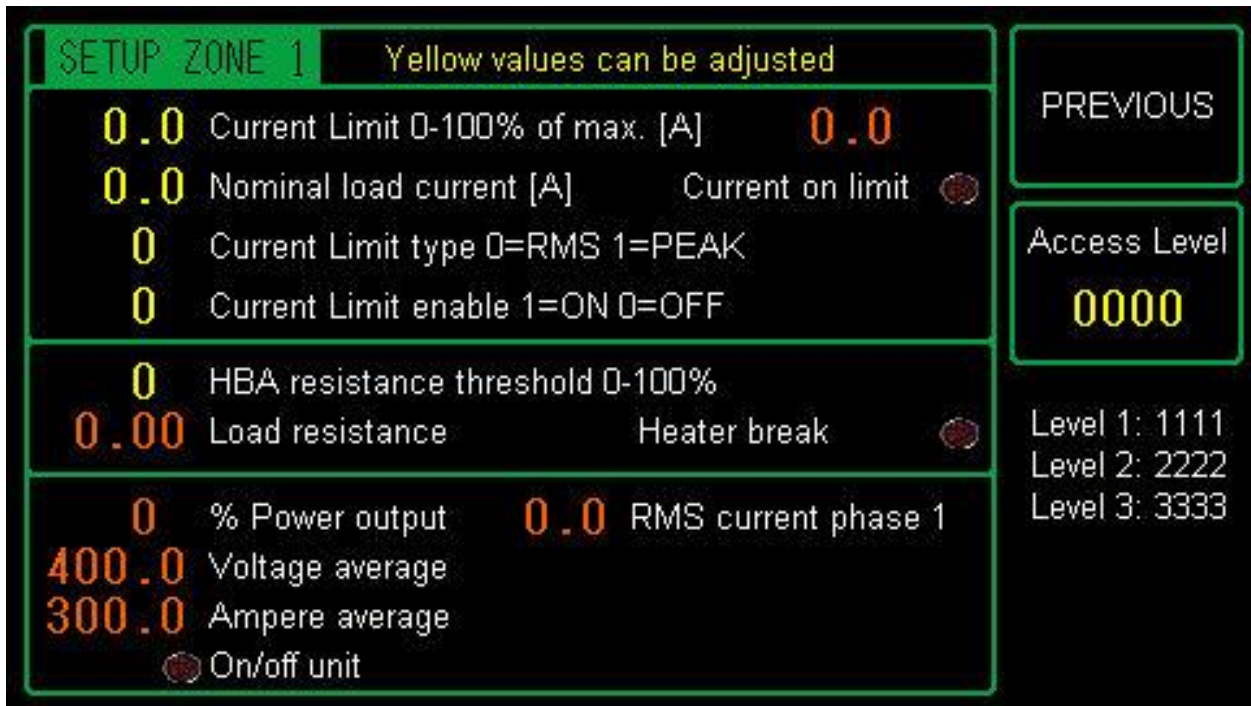 SETUP ZONE 1 Yellow values can be adjusted
0.0 Current Limit 0-100% of max. [A] 0.0
0.0 Nominal load current [A] Current on limit
0 Current Limit type 0=RMS 1=PEAK
0 Current Limit enable 1=ON 0=OFF
0 HBA resistance threshold 0-100%
0.00 Load resistance Heater break
0 % Power output 0.0 RMS current phase 1
400.0 Voltage average
300.0 Ampere average
On/off unit
PREVIOUS
Access Level
0000
Level 1: 1111
Level 2: 2222
Level 3: 3333